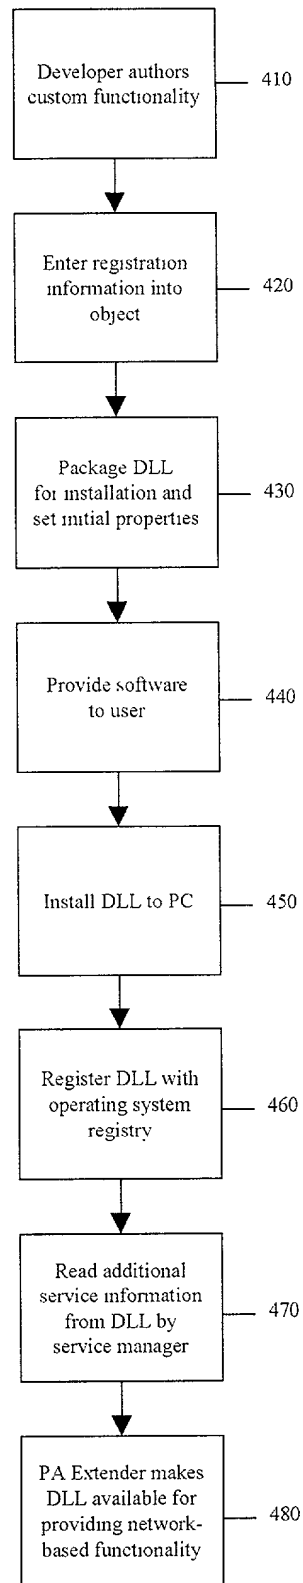 Developer authors
custom functionality
410
Enter registration
information into
object
420
Package DLL
for installation and
set initial properties
430
Provide software
to user
440
Install DLL to PC
450
Register DLL with
operating system
registry
460
Read additional
service information
from DLL by
service manager
470
PA Extender makes
DLL available for
providing network-
based functionality
480